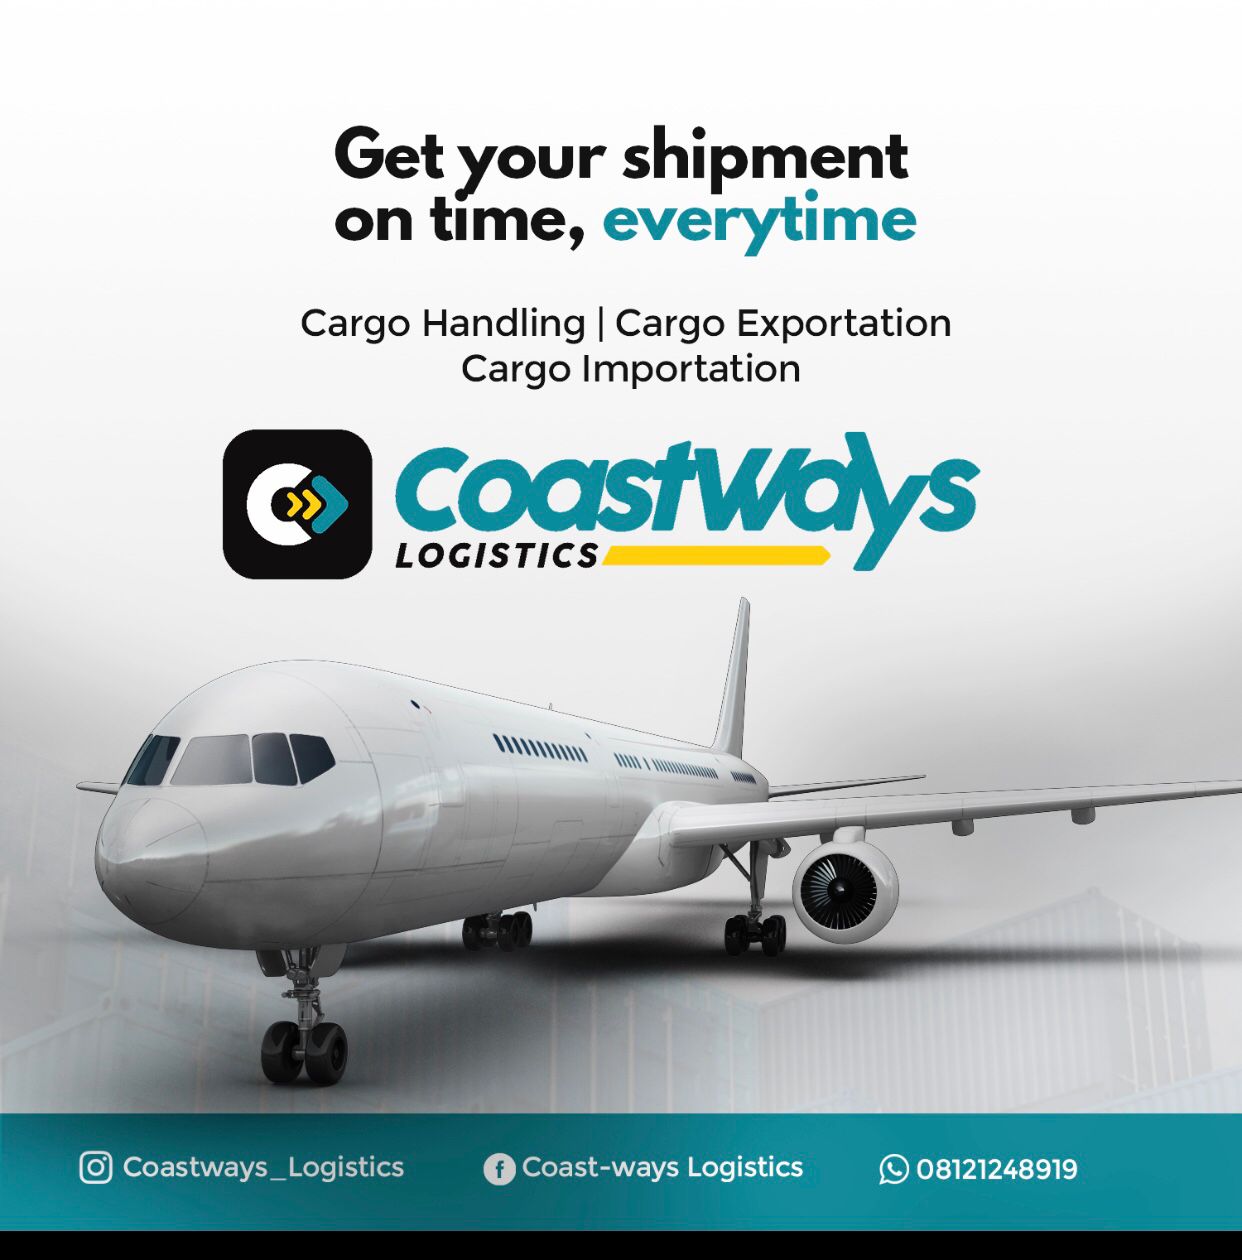 Get your shipment
on time, everytime
Cargo Handling | Cargo Exportation
Cargo Importation
Coastways
LOGISTICS
Coastways_Logistics
Coast-ways Logistics
08121248919